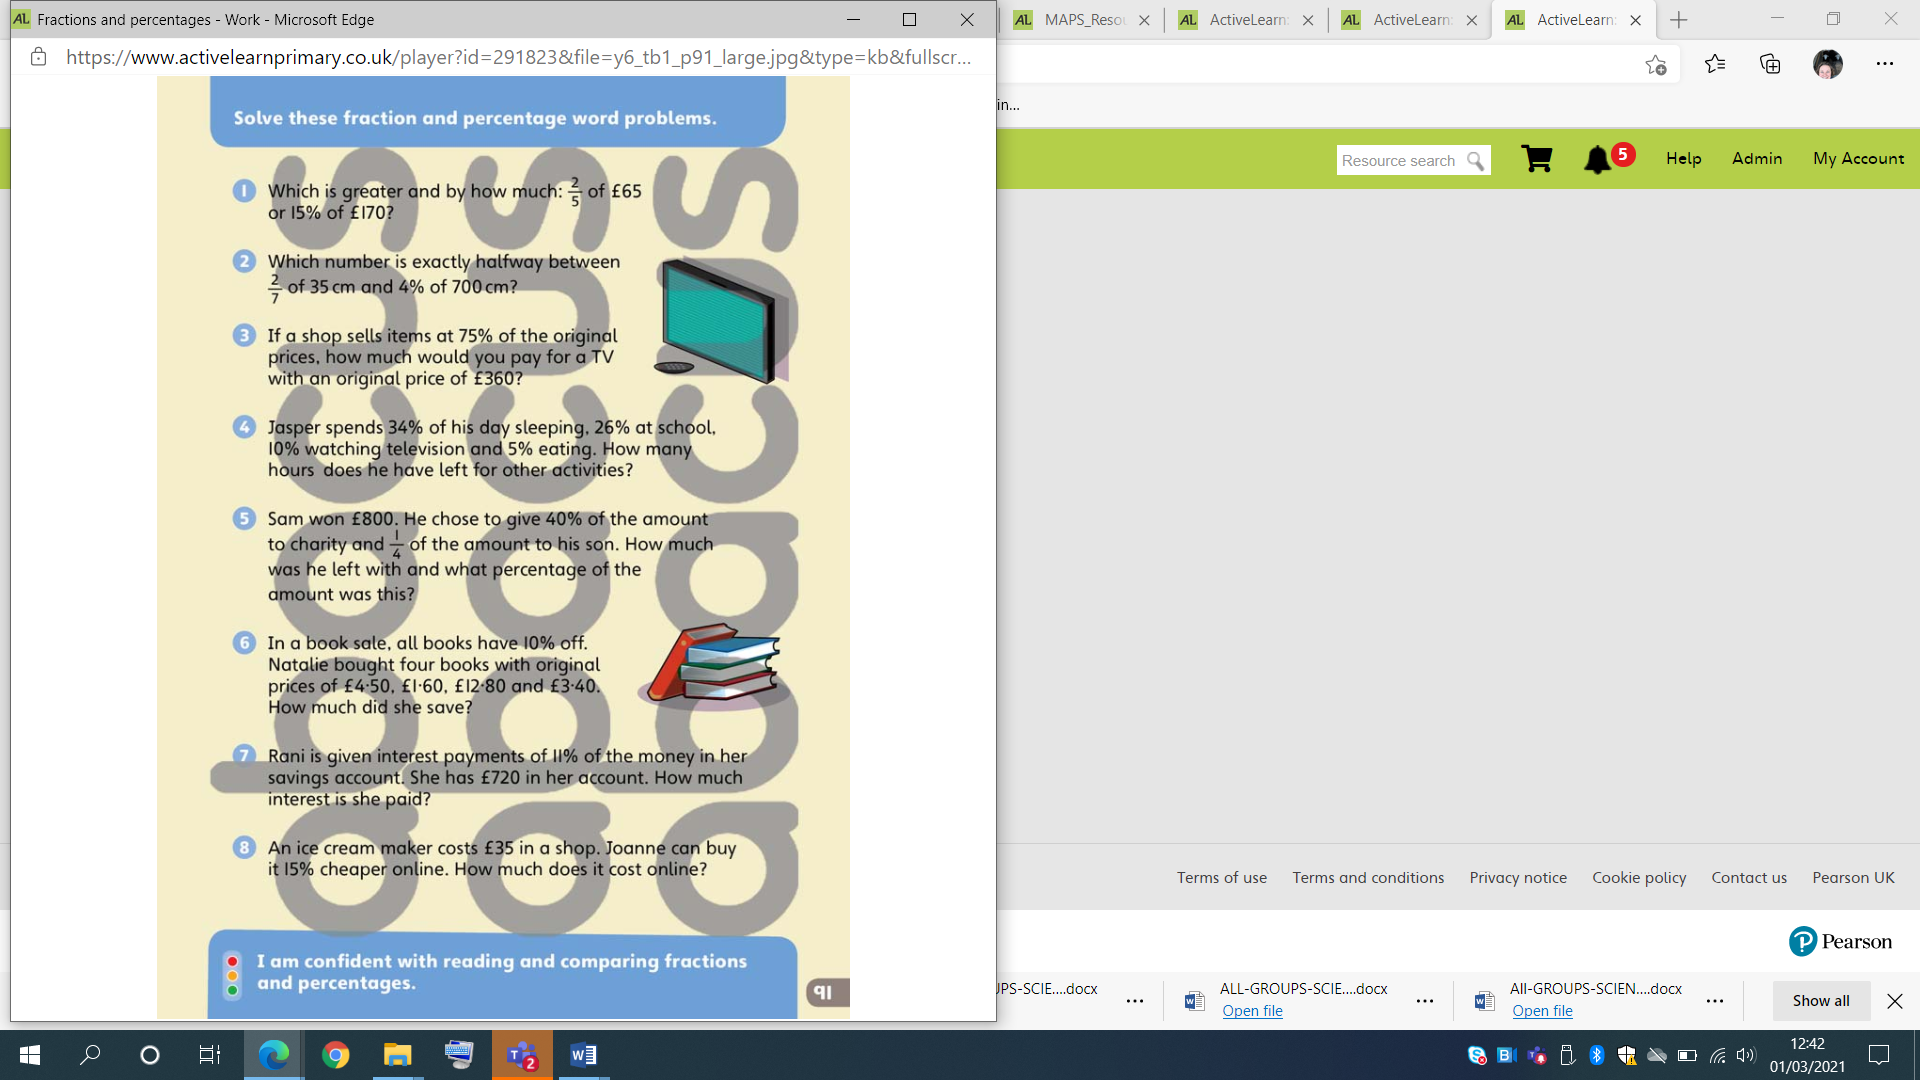 Fractions and percentages - Work - Microsoft Edge
MAPS_Resou
ActiveLearn:
ActiveLearn:
ActiveLearn:
https://www.activelearnprimary.co.uk/player?id=291823&file=y6_tb1_p91_large.jpg&type=kb&fullscr...
in...
Resource search
5
Help
Admin
My Account
Solve these fraction and percentage word problems.
1 Which is greater and by how much: 2/5 of £65
or 15% of £170?
2 Which number is exactly halfway between
2/7 of 35 cm and 4% of 700 cm?
3 If a shop sells items at 75% of the original
prices, how much would you pay for a TV
with an original price of £360?
4 Jasper spends 34% of his day sleeping, 26% at school,
10% watching television and 5% eating. How many
hours does he have left for other activities?
5 Sam won £800. He chose to give 40% of the amount
to charity and 1/4 of the amount to his son. How much
was he left with and what percentage of the
amount was this?
6 In a book sale, all books have 10% off.
Natalie bought four books with original
prices of £4·50, £1·60, £12·80 and £3·40.
How much did she save?
7 Rani is given interest payments of 11% of the money in her
savings account. She has £720 in her account. How much
interest is she paid?
8 An ice cream maker costs £35 in a shop. Joanne can buy
it 15% cheaper online. How much does it cost online?
I am confident with reading and comparing fractions
and percentages.
91
abacus
abacus
abacus
Terms of use
Terms and conditions
Privacy notice
Cookie policy
Contact us
Pearson UK
Pearson
JPS-SCIE....docx
ALL-GROUPS-SCIE....docx
Open file
All-GROUPS-SCIEN....docx
Open file
Show all
2
12:42
01/03/2021